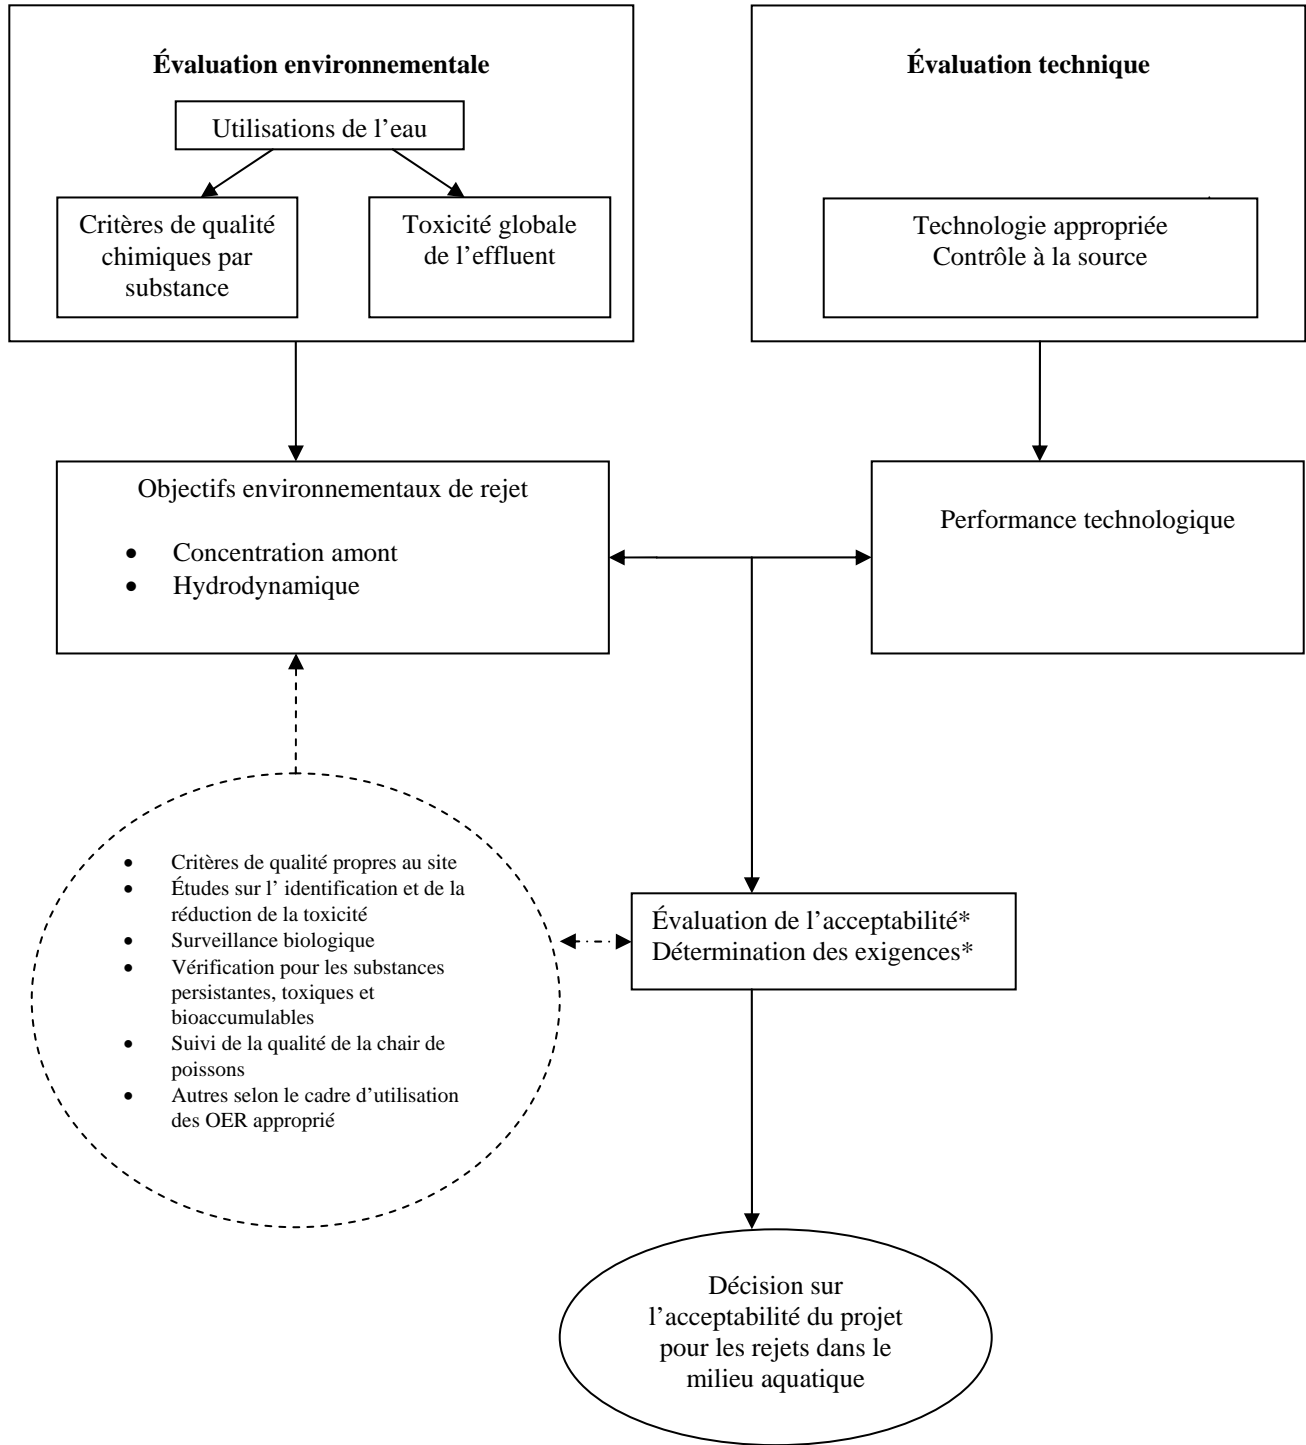 Évaluation environnementale
Utilisations de l’eau
Critères de qualité
chimiques par
substance
Toxicité globale
de l’effluent
Évaluation technique
Technologie appropriée
Contrôle à la source
Objectifs environnementaux de rejet
• Concentration amont
• Hydrodynamique
Performance technologique
• Critères de qualité propres au site
• Études sur l’ identification et de la
réduction de la toxicité
• Surveillance biologique
• Vérification pour les substances
persistantes, toxiques et
bioaccumulables
• Suivi de la qualité de la chair de
poissons
• Autres selon le cadre d’utilisation
des OER approprié
Évaluation de l’acceptabilité*
Détermination des exigences*
Décision sur
l’acceptabilité du projet
pour les rejets dans le
milieu aquatique